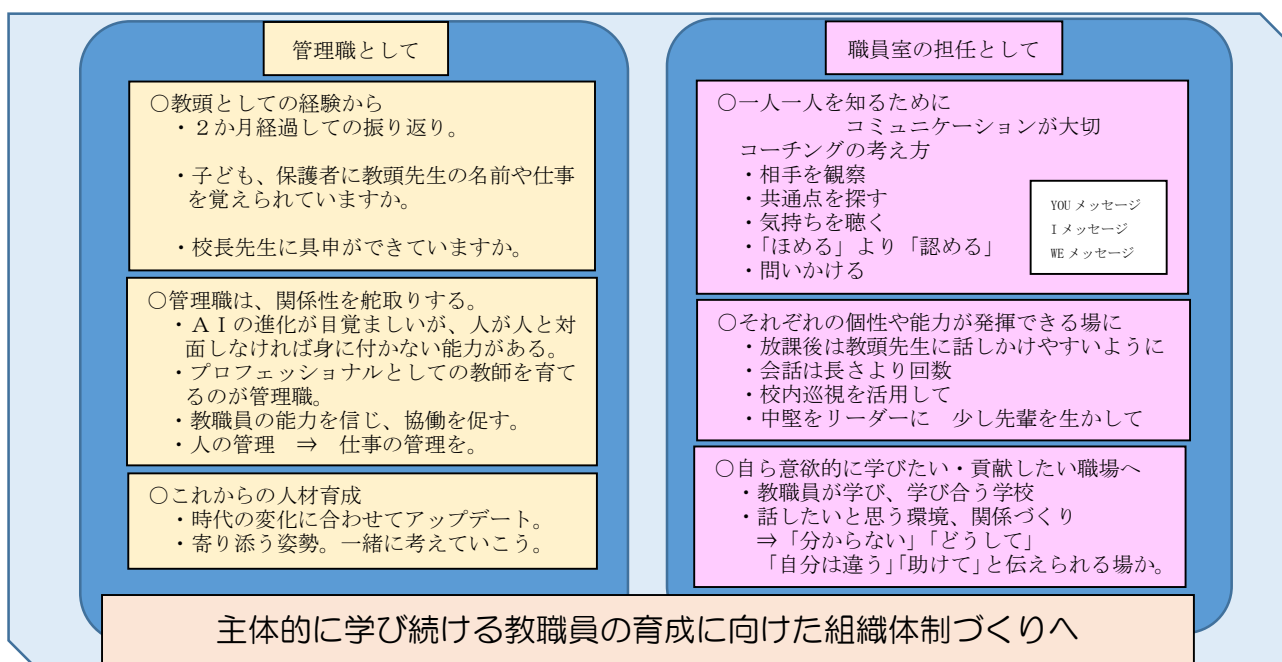 管理職として
○教頭としての経験から
・２か月経過しての振り返り。
・子ども、保護者に教頭先生の名前や仕事
を覚えられていますか。
・校長先生に具申ができていますか。
○管理職は、関係性を舵取りする。
・ＡＩの進化が目覚ましいが、人が人と対
面しなければ身に付かない能力がある。
・プロフェッショナルとしての教師を育て
るのが管理職。
・教職員の能力を信じ、協働を促す。
・人の管理　⇒　仕事の管理を。
○これからの人材育成
・時代の変化に合わせてアップデート。
・寄り添う姿勢。一緒に考えていこう。
職員室の担任として
○一人一人を知るために
コミュニケーションが大切
コーチングの考え方
・相手を観察
・共通点を探す
・気持ちを聴く
・「ほめる」より「認める」
・問いかける
YOU メッセージ
I メッセージ
WE メッセージ
○それぞれの個性や能力が発揮できる場に
・放課後は教頭先生に話しかけやすいように
・会話は長さより回数
・校内巡視を活用して
・中堅をリーダーに　少し先輩を生かして
○自ら意欲的に学びたい・貢献したい職場へ
・教職員が学び、学び合う学校
・話したいと思う環境、関係づくり
⇒「分からない」「どうして」
「自分は違う」「助けて」と伝えられる場か。
主体的に学び続ける教職員の育成に向けた組織体制づくりへ